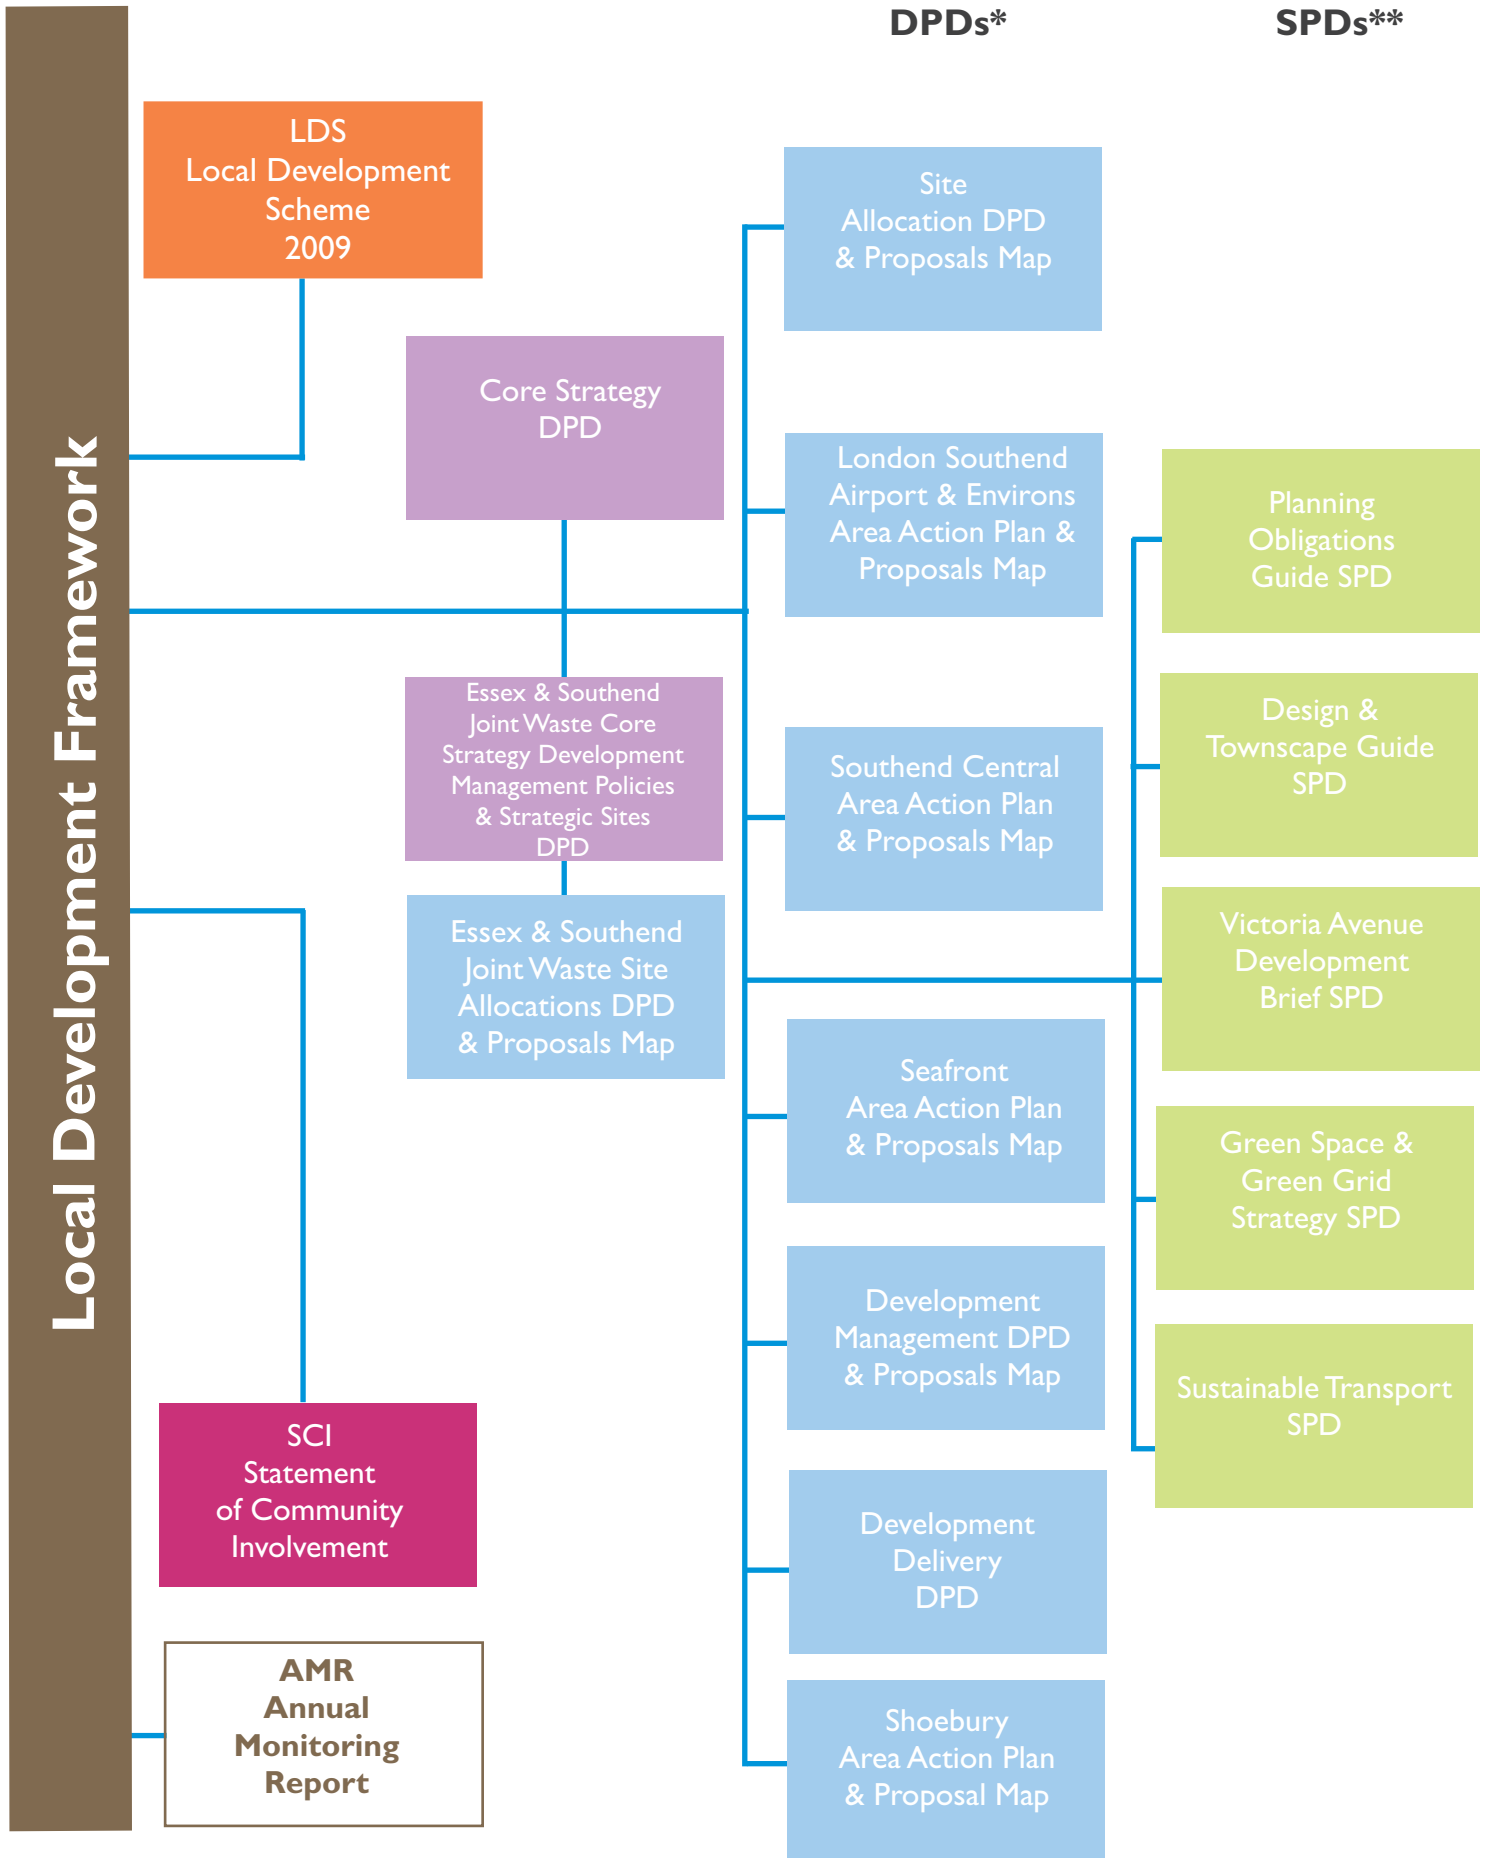 DPDs*
SPDs**
Local Development Framework
LDS
Local Development
Scheme
2009
Core Strategy
DPD
Essex & Southend
Joint Waste Core
Strategy Development
Management Policies
& Strategic Sites
DPD
Essex & Southend
Joint Waste Site
Allocations DPD
& Proposals Map
SCI
Statement
of Community
Involvement
AMR
Annual
Monitoring
Report
Site
Allocation DPD
& Proposals Map
London Southend
Airport & Environs
Area Action Plan &
Proposals Map
Southend Central
Area Action Plan
& Proposals Map
Seafront
Area Action Plan
& Proposals Map
Development
Management DPD
& Proposals Map
Development
Delivery
DPD
Shoebury
Area Action Plan
& Proposal Map
Planning
Obligations
Guide SPD
Design &
Townscape Guide
SPD
Victoria Avenue
Development
Brief SPD
Green Space &
Green Grid
Strategy SPD
Sustainable Transport
SPD